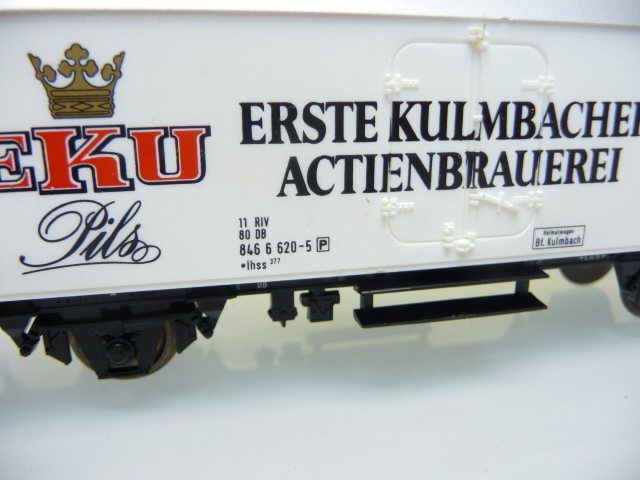 EKU
Pils
ERSTE KULMBACHER
ACTIENBRAUEREI
11 RIV
80 DB
846 6 620-5 P
•Ihss 377
Heimatwagen
Bf. Kulmbach